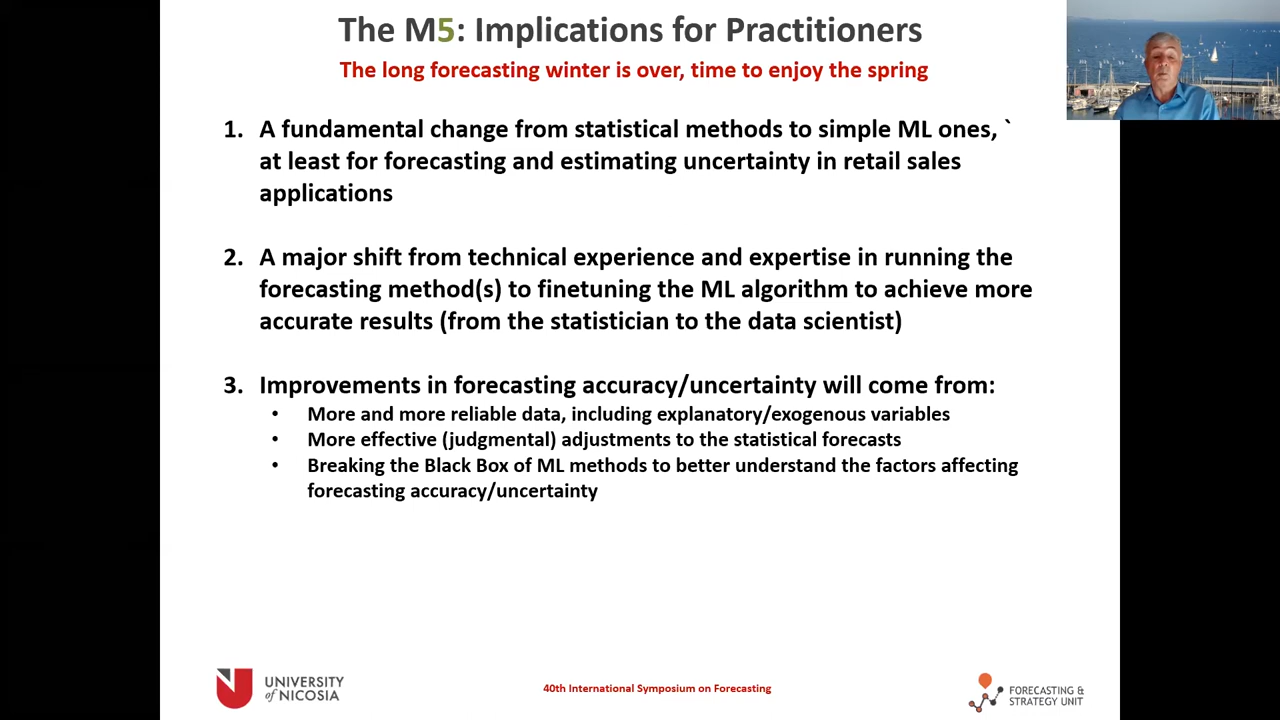 The M5: Implications for Practitioners
The long forecasting winter is over, time to enjoy the spring
1. A fundamental change from statistical methods to simple ML ones, `
at least for forecasting and estimating uncertainty in retail sales
applications
2. A major shift from technical experience and expertise in running the
forecasting method(s) to finetuning the ML algorithm to achieve more
accurate results (from the statistician to the data scientist)
3. Improvements in forecasting accuracy/uncertainty will come from:
• More and more reliable data, including explanatory/exogenous variables
• More effective (judgmental) adjustments to the statistical forecasts
• Breaking the Black Box of ML methods to better understand the factors affecting
forecasting accuracy/uncertainty
UNIVERSITY
of NICOSIA
40th International Symposium on Forecasting
FORECASTING &
STRATEGY UNIT